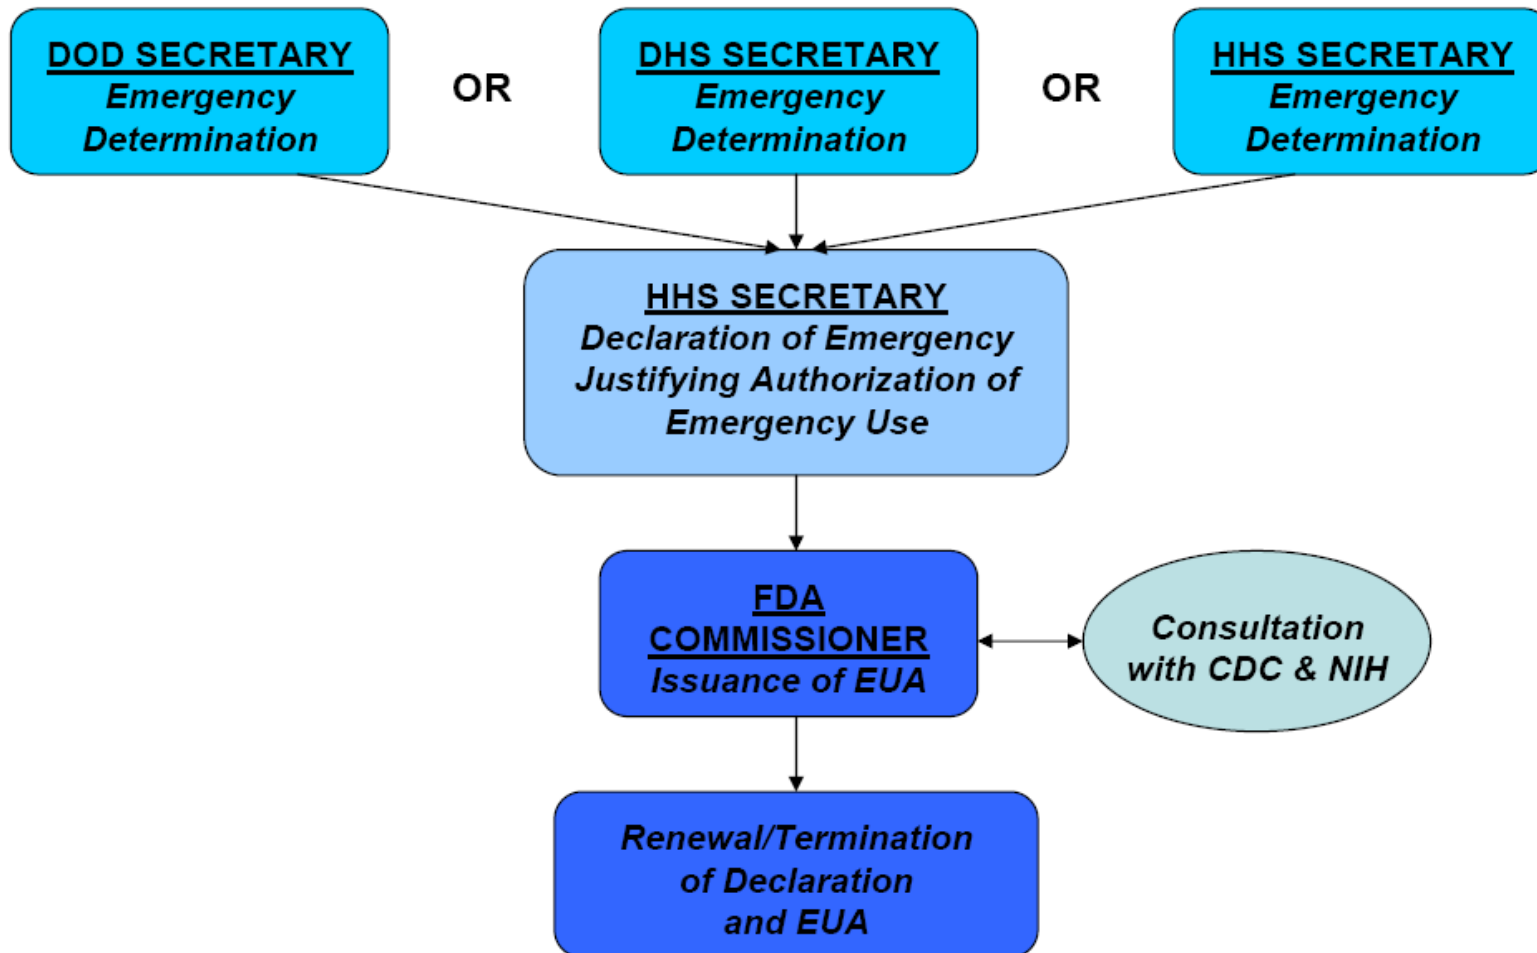 DOD SECRETARY
Emergency
Determination
OR
DHS SECRETARY
Emergency
Determination
OR
HHS SECRETARY
Emergency
Determination
HHS SECRETARY
Declaration of Emergency
Justifying Authorization of
Emergency Use
FDA
COMMISSIONER
Issuance of EUA
Consultation
with CDC & NIH
Renewal/Termination
of Declaration
and EUA